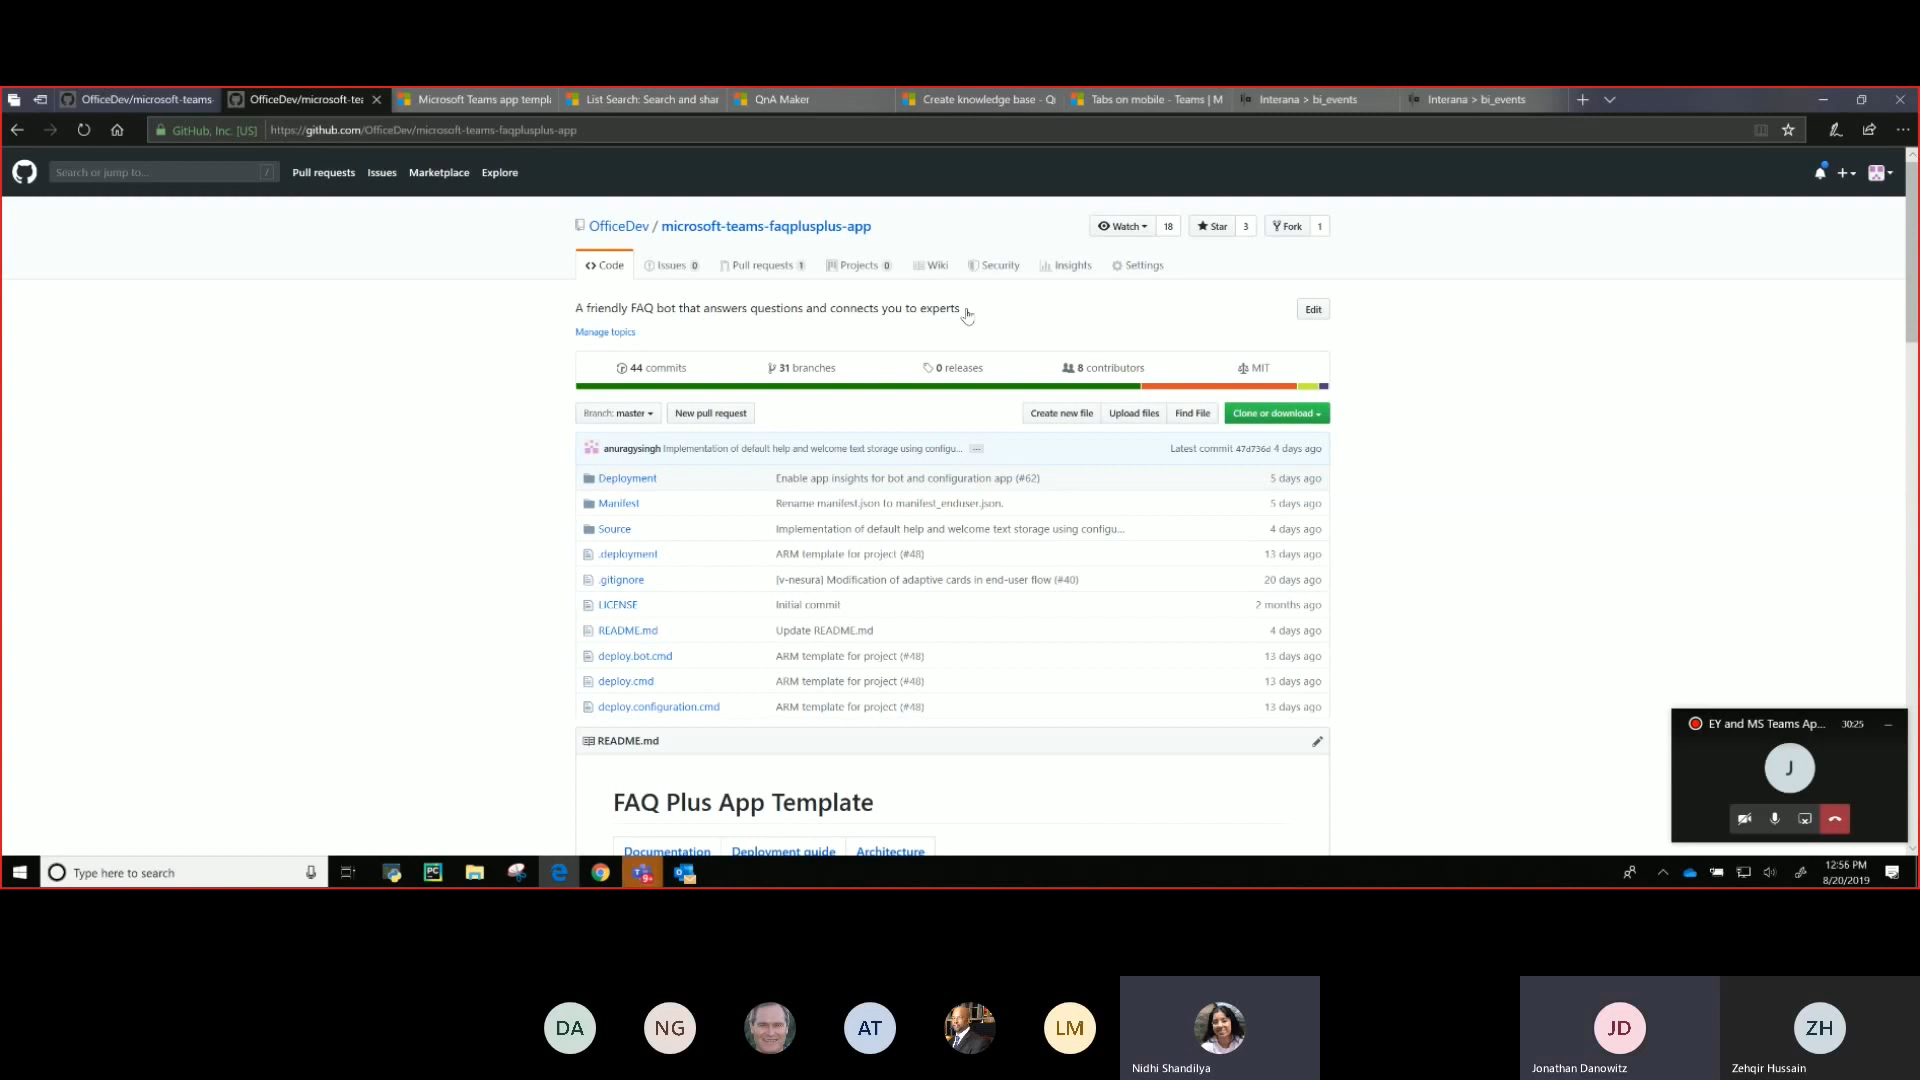 OfficeDev/microsoft-teams- OfficeDev/microsoft-tea Microsoft Teams app templ List Search: Search and shar QnA Maker Create knowledge base - Q Tabs on mobile - Teams | M Interana > bi_events Interana > bi_events
GitHub, Inc. [US] https://github.com/OfficeDev/microsoft-teams-faqplusplus-app
Search or jump to... / Pull requests Issues Marketplace Explore
OfficeDev / microsoft-teams-faqplusplus-app Watch 18 Star 3 Fork 1
Code Issues 0 Pull requests 1 Projects 0 Wiki Security Insights Settings
A friendly FAQ bot that answers questions and connects you to experts Edit
Manage topics
44 commits 31 branches 0 releases 8 contributors MIT
Branch: master New pull request Create new file Upload files Find File Clone or download
anuragysingh Implementation of default help and welcome text storage using configu... ... Latest commit 47d736d 4 days ago
Deployment Enable app insights for bot and configuration app (#62) 5 days ago
Manifest Rename manifest.json to manifest_enduser.json. 5 days ago
Source Implementation of default help and welcome text storage using configu... 4 days ago
.deployment ARM template for project (#48) 13 days ago
.gitignore [v-nesura] Modification of adaptive cards in end-user flow (#40) 20 days ago
LICENSE Initial commit 2 months ago
README.md Update README.md 4 days ago
deploy.bot.cmd ARM template for project (#48) 13 days ago
deploy.cmd ARM template for project (#48) 13 days ago
deploy.configuration.cmd ARM template for project (#48) 13 days ago
README.md
FAQ Plus App Template
Documentation Deployment guide Architecture
EY and MS Teams Ap... 30:25
J
Type here to search PC 9+ 12:56 PM
8/20/2019
DA NG AT LM JD ZH
Nidhi Shandilya Jonathan Danowitz Zehqir Hussain